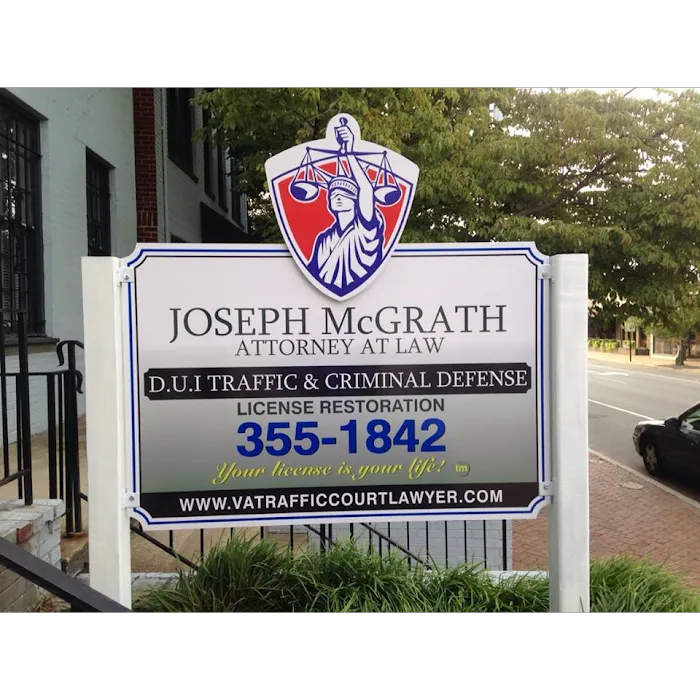 JOSEPH McGRATH
ATTORNEY AT LAW
D.U.I TRAFFIC & CRIMINAL DEFENSE
LICENSE RESTORATION
355-1842
Your license is your life! tm
WWW.VATRAFFICCOURTLAWYER.COM